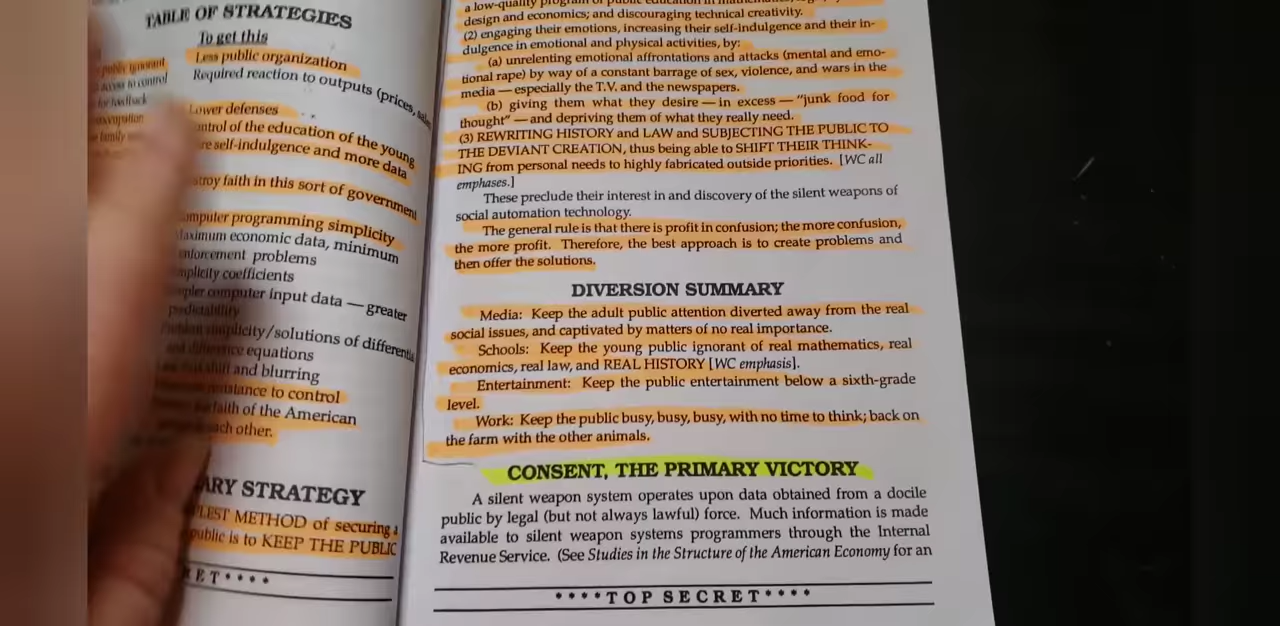 TABLE OF STRATEGIES
To get this
public ignorant
Less public organization
access to control
Required reaction to outputs (prices,
for feedback
preoccupation
Lower defenses
family
control of the education of the young
self-indulgence and more data
faith in this sort of government
computer programming simplicity
Maximum economic data, minimum
enforcement problems
simplicity coefficients
simpler computer input data — greater
predictability
simplicity/solutions of
and difference equations
shift and blurring
resistance to control
faith of the American
each other.
STRATEGY
METHOD of securing a
public is to KEEP THE PUBLIC
****
a low-quality program of public education in
design and economics; and discouraging technical creativity.
(2) engaging their emotions, increasing their self-indulgence and their in-
dulgence in emotional and physical activities, by:
(a) unrelenting emotional affrontations and attacks (mental and emo-
tional rape) by way of a constant barrage of sex, violence, and wars in the
media — especially the T.V. and the newspapers.
(b) giving them what they desire — in excess — "junk food for
thought" — and depriving them of what they really need.
(3) REWRITING HISTORY and LAW and SUBJECTING THE PUBLIC TO
THE DEVIANT CREATION, thus being able to SHIFT THEIR THINK-
ING from personal needs to highly fabricated outside priorities. [WC all
emphases.]
These preclude their interest in and discovery of the silent weapons of
social automation technology.
The general rule is that there is profit in confusion; the more confusion,
the more profit. Therefore, the best approach is to create problems and
then offer the solutions.
DIVERSION SUMMARY
Media: Keep the adult public attention diverted away from the real
social issues, and captivated by matters of no real importance.
Schools: Keep the young public ignorant of real mathematics, real
economics, real law, and REAL HISTORY [WC emphasis].
Entertainment: Keep the public entertainment below a sixth-grade
level.
Work: Keep the public busy, busy, busy, with no time to think; back on
the farm with the other animals.
CONSENT, THE PRIMARY VICTORY
A silent weapon system operates upon data obtained from a docile
public by legal (but not always lawful) force. Much information is made
available to silent weapon systems programmers through the Internal
Revenue Service. (See Studies in the Structure of the American Economy for an
****TOP SECRET****